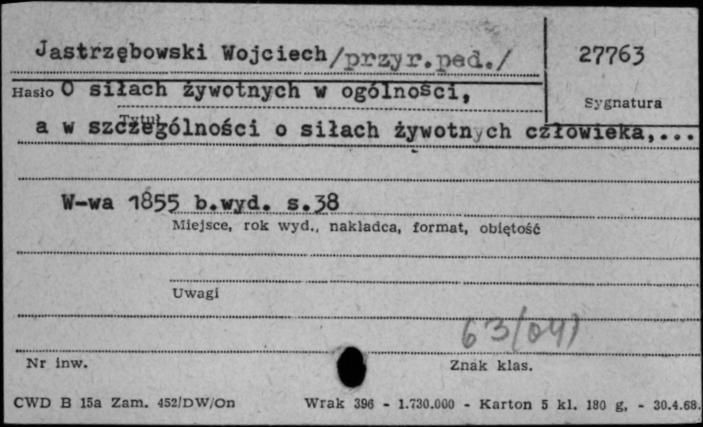 Jastrzębowski Wojciech/przyr.ped./ 27763
Hasło O siłach żywotnych w ogólności,
Tytuł Sygnatura
a w szczególności o siłach żywotnych człowieka,...
W-wa 1855 b.wyd. s.38
Miejsce, rok wyd., nakładca, format, objętość
Uwagi
63(04)
Nr inw. Znak klas.
CWD B 15a Zam. 452/DW/On Wrak 396 - 1.730.000 - Karton 5 kl. 180 g, - 30.4.68.